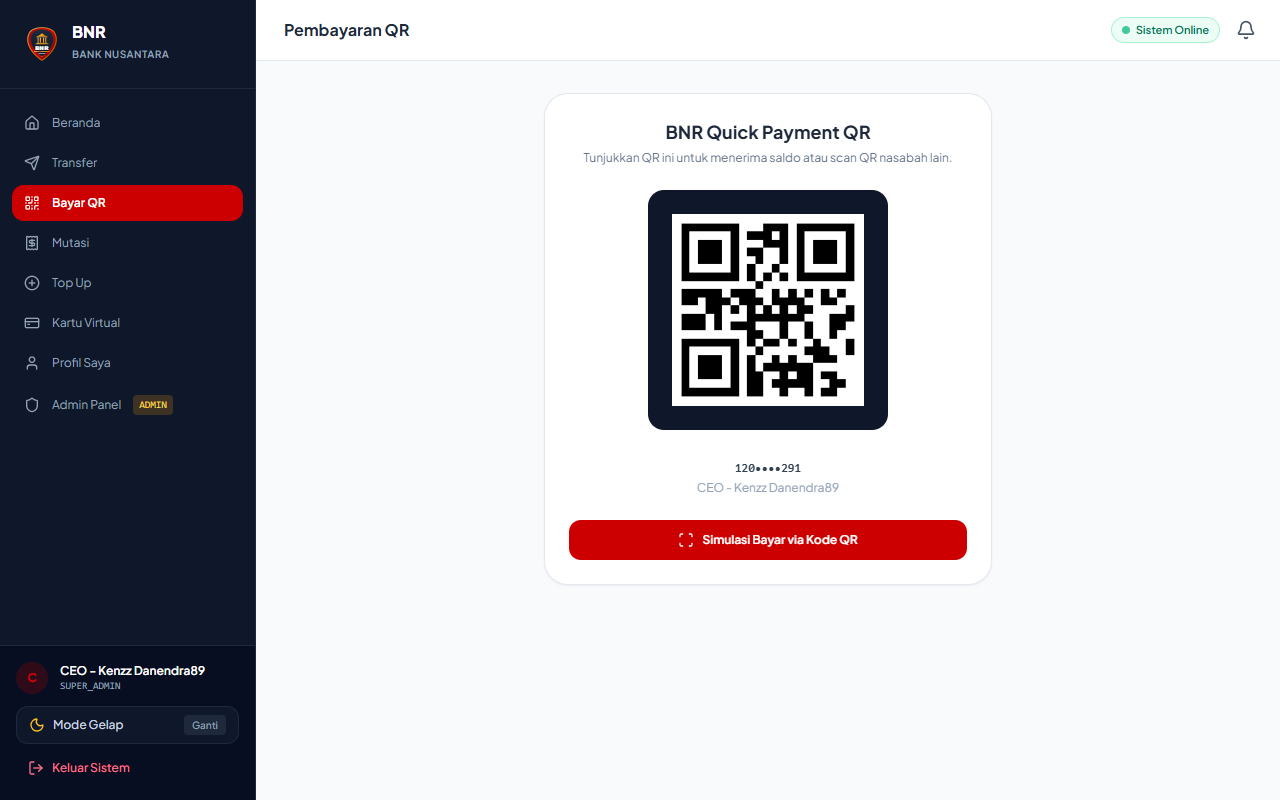 BNR
BANK NUSANTARA
Beranda
Transfer
Bayar QR
Mutasi
Top Up
Kartu Virtual
Profil Saya
Admin Panel ADMIN
C
CEO - Kenzz Danendra89
SUPER_ADMIN
Mode Gelap Ganti
Keluar Sistem
Pembayaran QR
Sistem Online
BNR Quick Payment QR
Tunjukkan QR ini untuk menerima saldo atau scan QR nasabah lain.
120••••291
CEO - Kenzz Danendra89
Simulasi Bayar via Kode QR